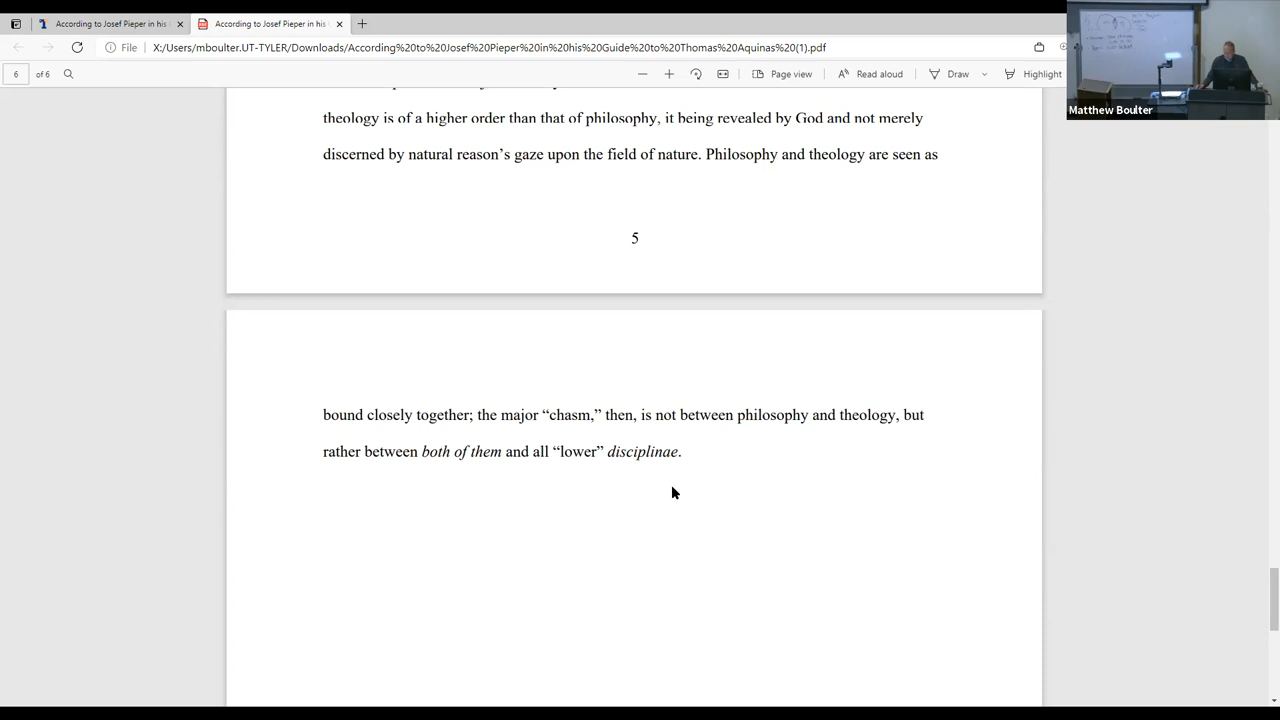 According to Josef Pieper in his
According to Josef Pieper in his
File X:/Users/mboulter.UT-TYLER/Downloads/According%20to%20Josef%20Pieper%20in%20his%20Guide%20to%20Thomas%20Aquinas%20(1).pdf
6 of 6 Page view Read aloud Draw Highlight
Matthew Boulter
theology is of a higher order than that of philosophy, it being revealed by God and not merely
discerned by natural reason’s gaze upon the field of nature. Philosophy and theology are seen as
5
bound closely together; the major “chasm,” then, is not between philosophy and theology, but
rather between both of them and all “lower” disciplinae.